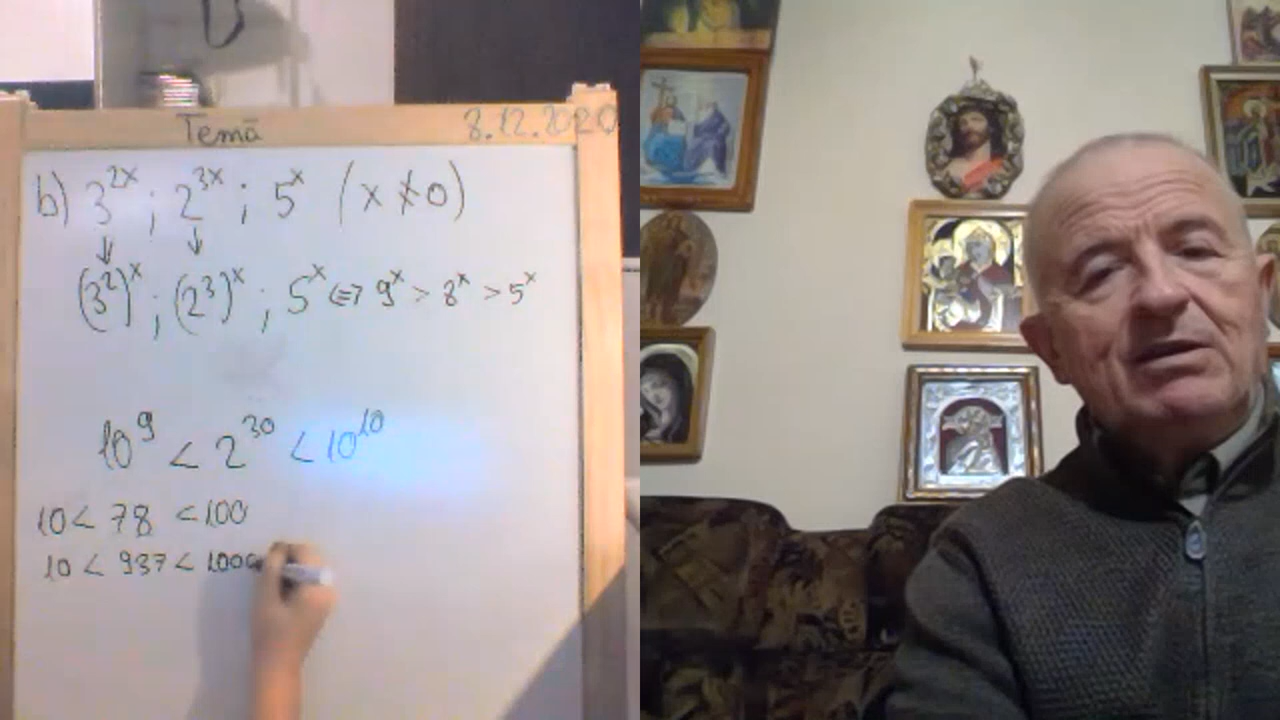 Temă 8.12.2020
b) 3^{2x} ; 2^{3x} ; 5^x (x ≠ 0)
↓ ↓
(3^2)^x ; (2^3)^x ; 5^x ⟺ 9^x > 8^x > 5^x
10^9 < 2^{30} < 10^{10}
10 < 78 < 100
10 < 937 < 1000